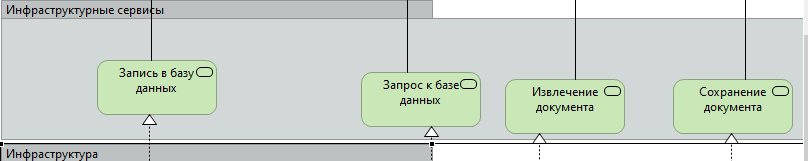 Инфраструктурные сервисы
Запись в базу
данных
Запрос к базе
данных
Извлечение
документа
Сохранение
документа
Инфраструктура